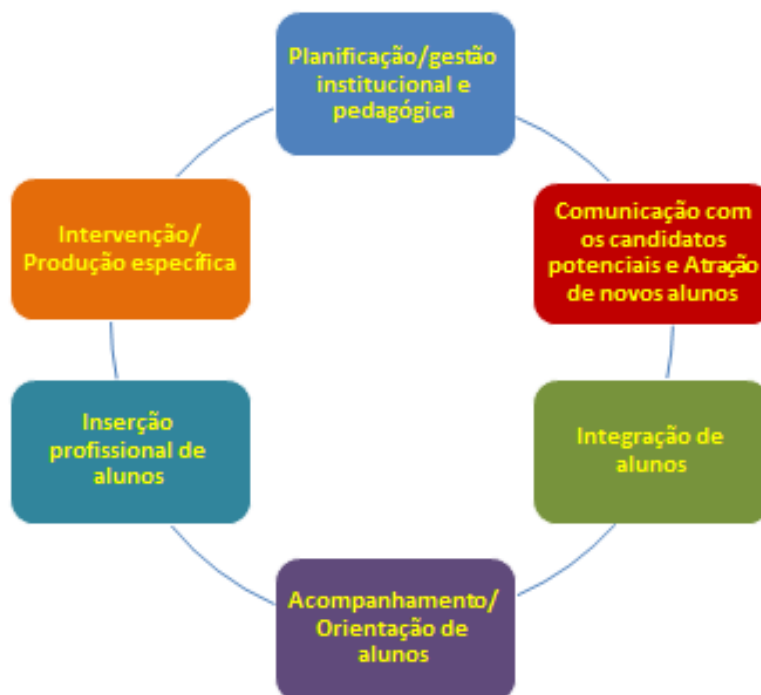 Planificação/gestão
institucional e
pedagógica
Comunicação com
os candidatos
potenciais e Atração
de novos alunos
Integração de
alunos
Acompanhamento/
Orientação de
alunos
Inserção
profissional de
alunos
Intervenção/
Produção específica